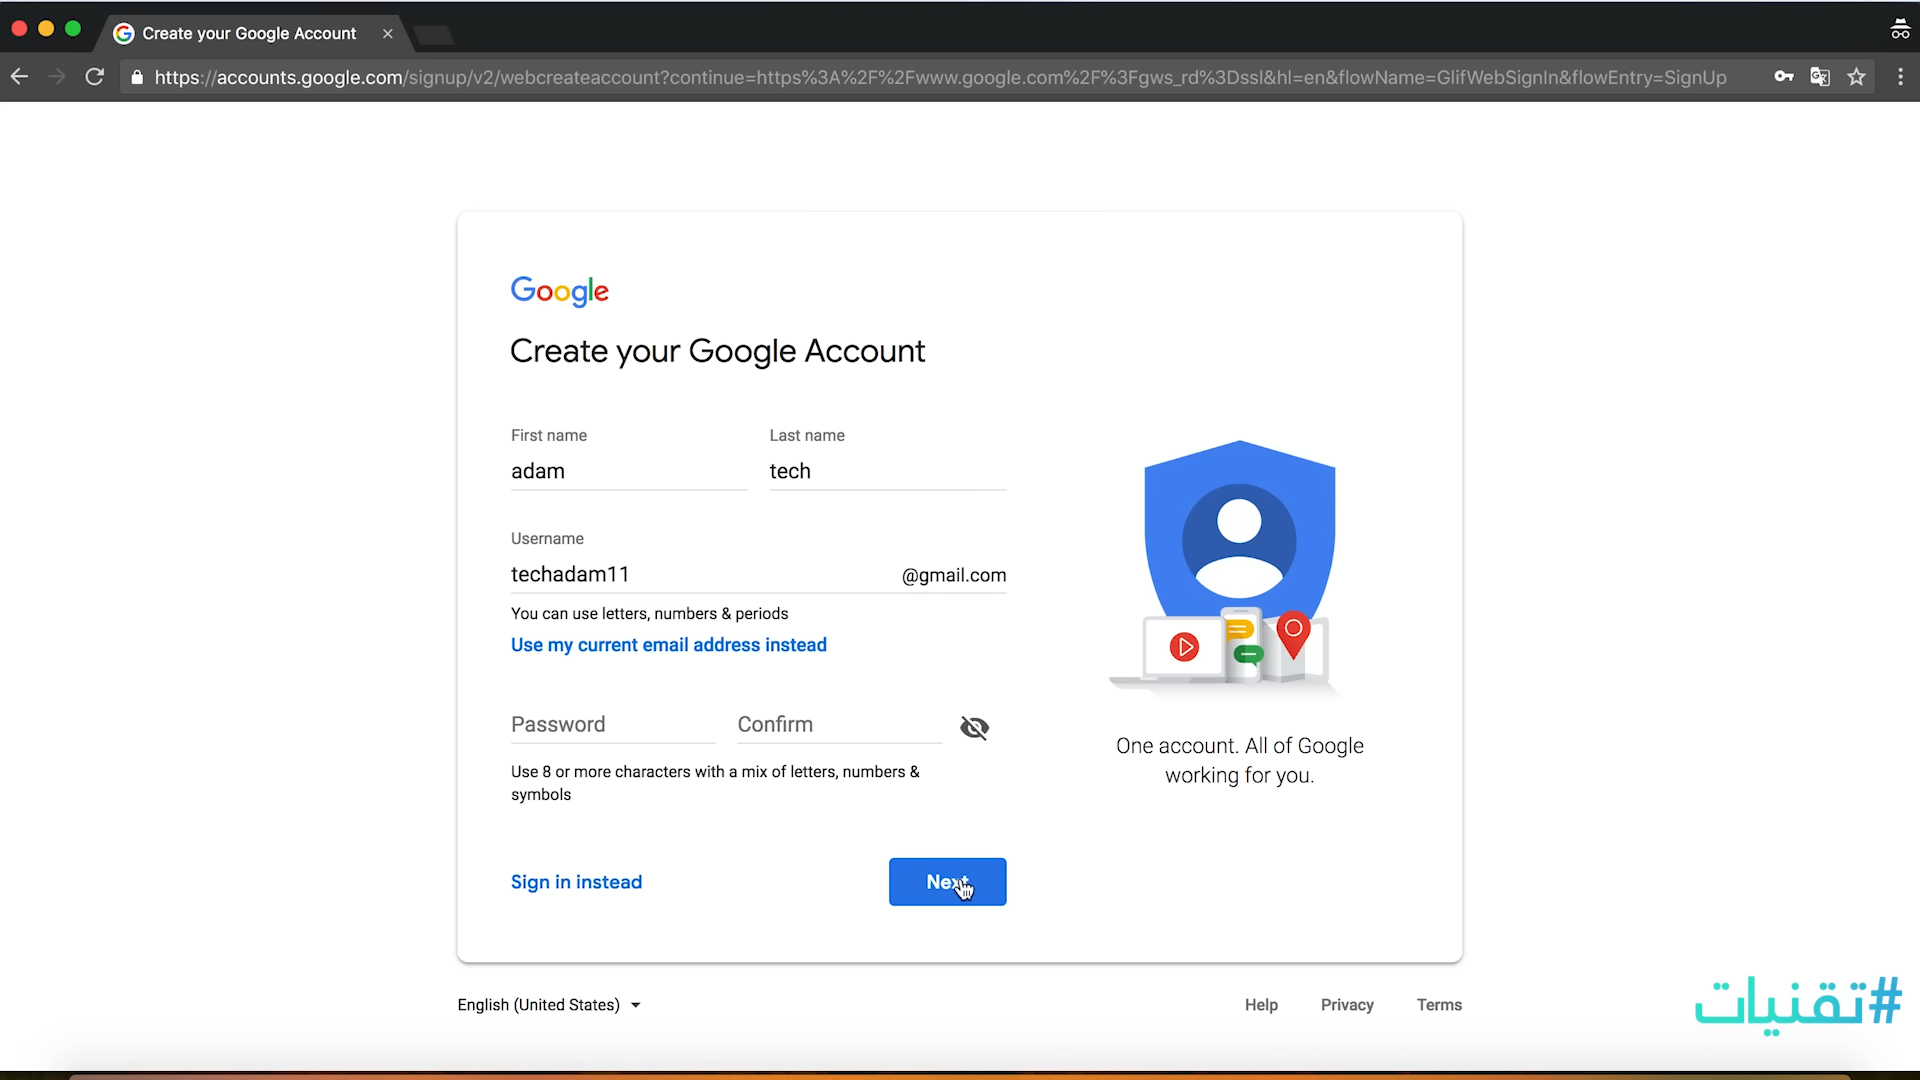 Create your Google Account
https://accounts.google.com/signup/v2/webcreateaccount?continue=https%3A%2F%2Fwww.google.com%2F%3Fgws_rd%3Dssl&hl=en&flowName=GlifWebSignIn&flowEntry=SignUp
Google
Create your Google Account
First name Last name
adam tech
Username
techadam11 @gmail.com
You can use letters, numbers & periods
Use my current email address instead
Password Confirm
Use 8 or more characters with a mix of letters, numbers &
symbols
One account. All of Google
working for you.
Sign in instead Next
English (United States) Help Privacy Terms
#تقنيات